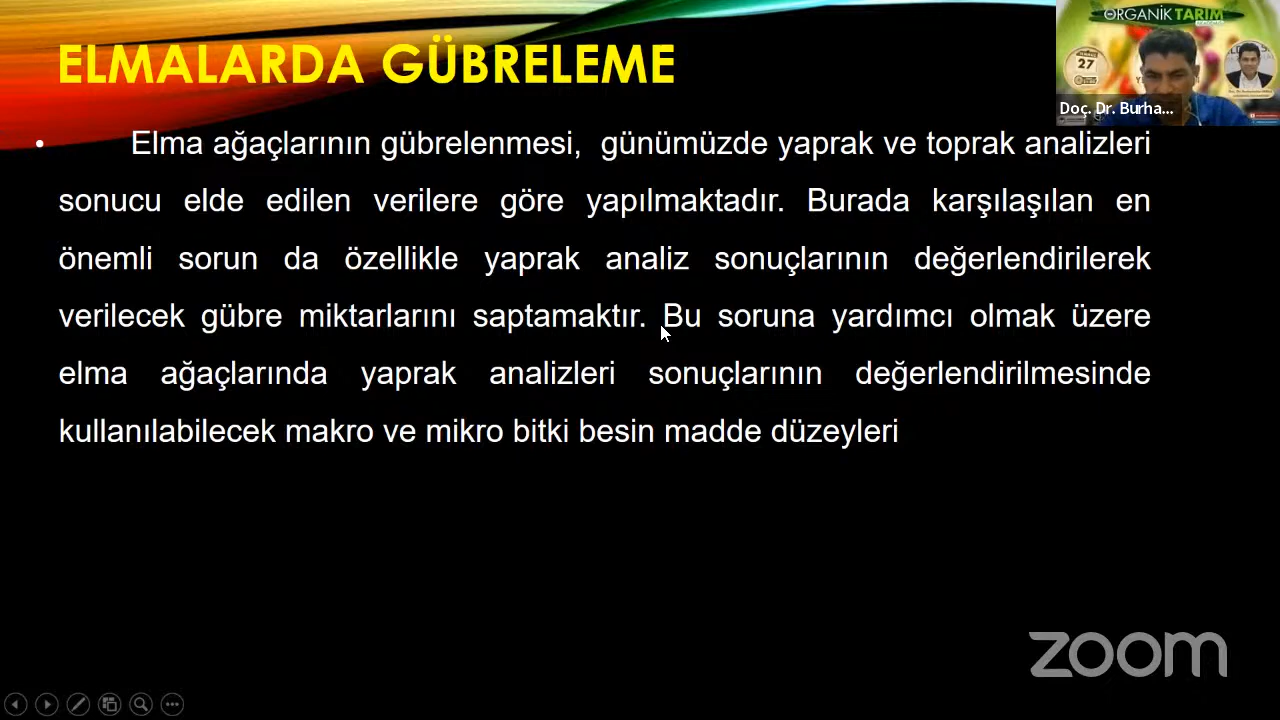 ELMALARDA GÜBRELEME
ORGANİK TARIM
27
Doç. Dr. Burha...
• Elma ağaçlarının gübrelenmesi, günümüzde yaprak ve toprak analizleri
sonucu elde edilen verilere göre yapılmaktadır. Burada karşılaşılan en
önemli sorun da özellikle yaprak analiz sonuçlarının değerlendirilerek
verilecek gübre miktarlarını saptamaktır. Bu soruna yardımcı olmak üzere
elma ağaçlarında yaprak analizleri sonuçlarının değerlendirilmesinde
kullanılabilecek makro ve mikro bitki besin madde düzeyleri
zoom